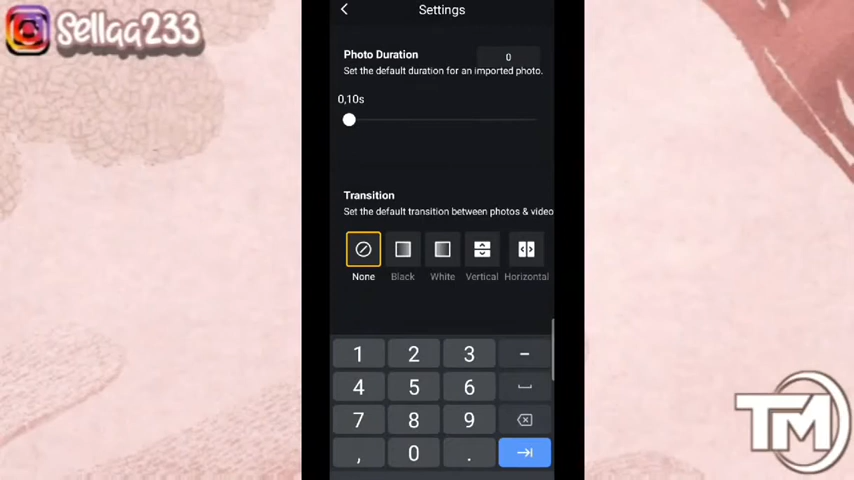 Sellaa233
Settings
Photo Duration
0
Set the default duration for an imported photo.
0,10s
Transition
Set the default transition between photos & video
None
Black
White
Vertical
Horizontal
1 2 3 -
4 5 6
7 8 9
, 0 .
TM